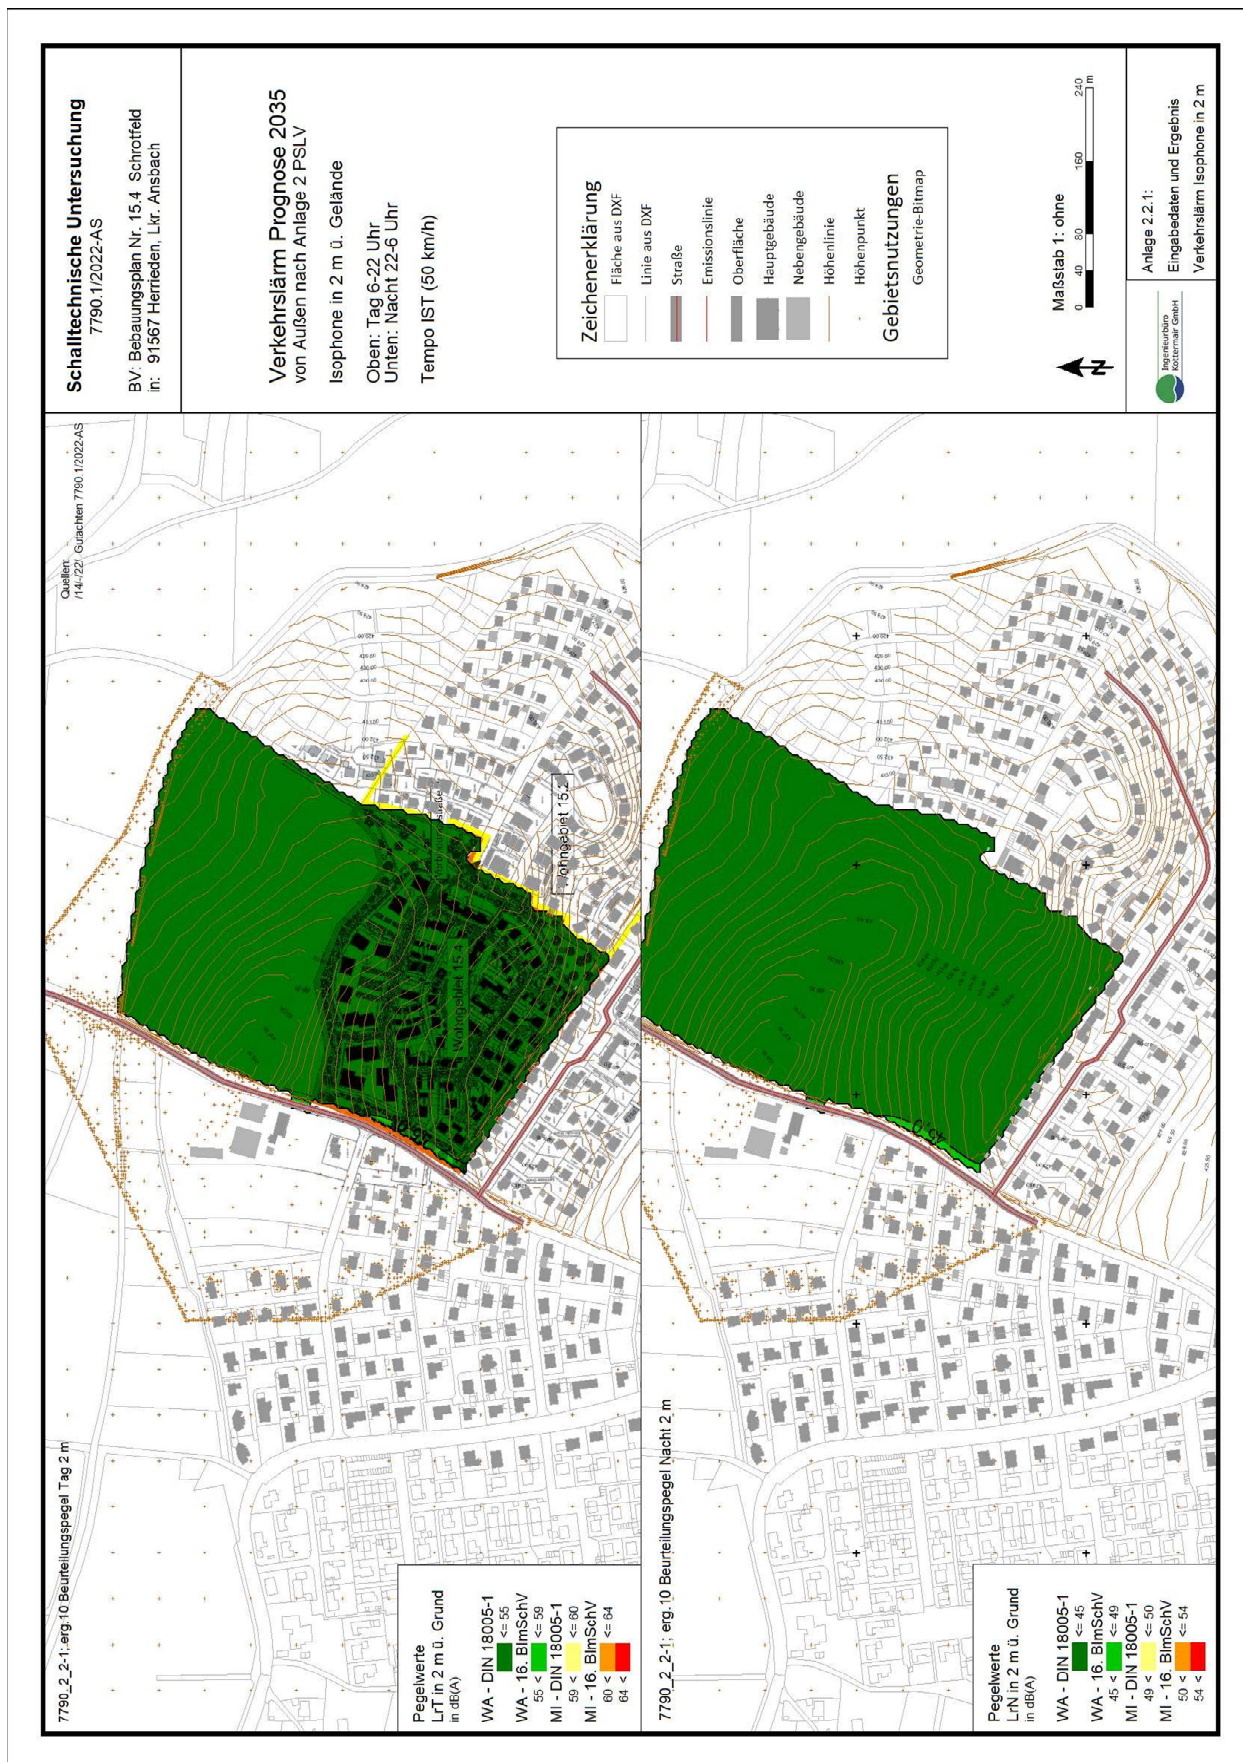 Schalltechnische Untersuchung
7790.1/2022-AS
BV: Bebauungsplan Nr. 15.4 Schrotfeld
in: 91567 Herrieden, Lkr. Ansbach
Verkehrslärm Prognose 2035
von Außen nach Anlage 2 PSLV
Isophone in 2 m ü. Gelände
Oben: Tag 6-22 Uhr
Unten: Nacht 22-6 Uhr
Tempo IST (50 km/h)
Zeichenerklärung
Fläche aus DXF
Linie aus DXF
Straße
Emissionslinie
Oberfläche
Hauptgebäude
Nebengebäude
Höhenlinie
Höhenpunkt
Gebietsnutzungen
Geometrie-Bitmap
Maßstab 1: ohne
0 40 80 160 240
m
N
Ingenieurbüro
Kottermair GmbH
Anlage 2.2.1:
Eingabedaten und Ergebnis
Verkehrslärm Isophone in 2 m
7790_2_2-1; erg.10 Beurteilungspegel Tag 2 m
Quellen:
/14/-/22/ Gutachten 7790.1/2022-AS
Wohngebiet 15.4
Wohngebiet 15.2
Pegelwerte
LrT in 2 m ü. Grund
in dB(A)
WA - DIN 18005-1
<= 55
WA - 16. BImSchV
55 < <= 59
MI - DIN 18005-1
59 < <= 60
MI - 16. BImSchV
60 < <= 64
64 <
7790_2_2-1; erg.10 Beurteilungspegel Nacht 2 m
Pegelwerte
LrN in 2 m ü. Grund
in dB(A)
WA - DIN 18005-1
<= 45
WA - 16. BImSchV
45 < <= 49
MI - DIN 18005-1
49 < <= 50
MI - 16. BImSchV
50 < <= 54
54 <